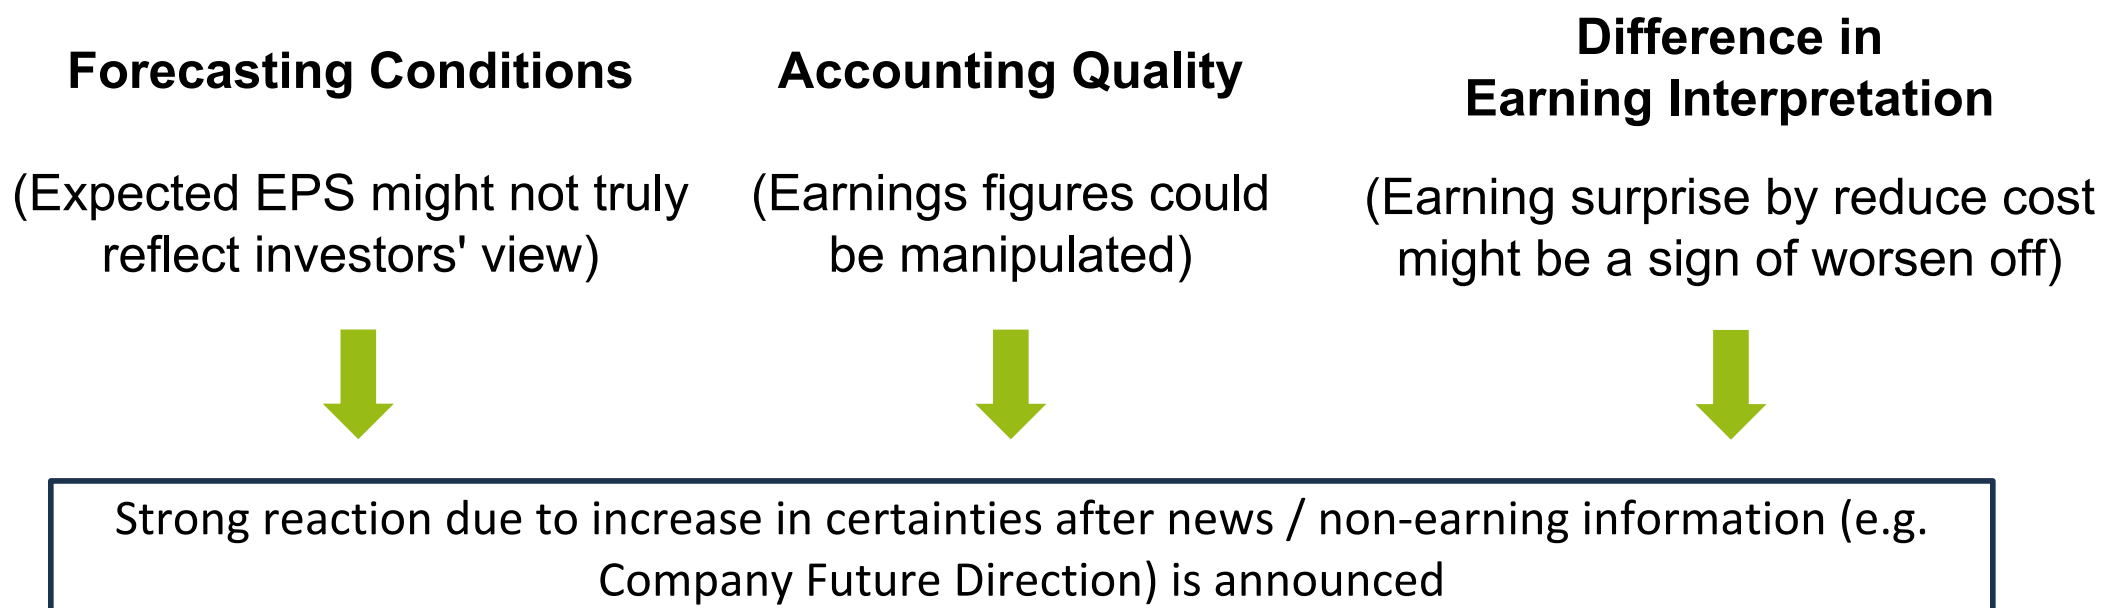 Forecasting Conditions
(Expected EPS might not truly
reflect investors' view)
Accounting Quality
(Earnings figures could
be manipulated)
Difference in
Earning Interpretation
(Earning surprise by reduce cost
might be a sign of worsen off)
Strong reaction due to increase in certainties after news / non-earning information (e.g.
Company Future Direction) is announced